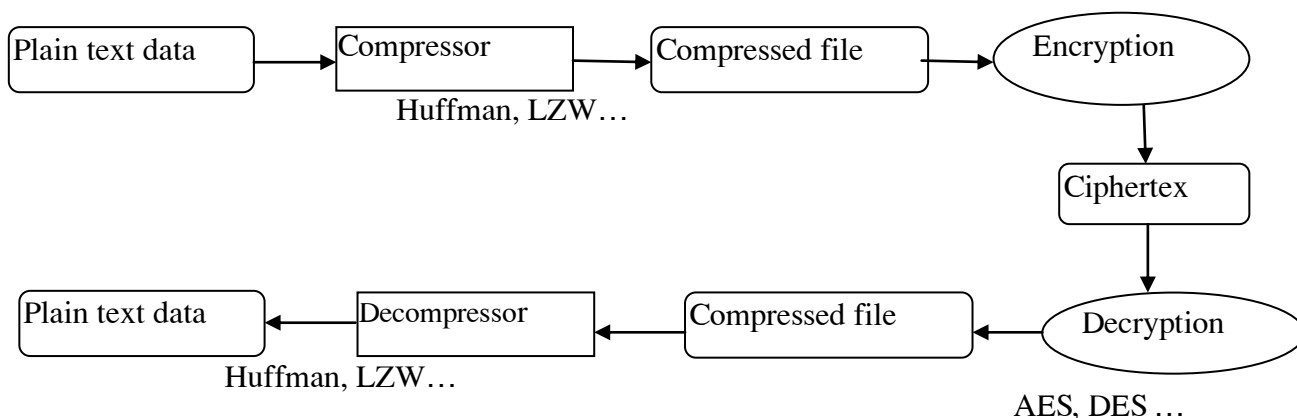 Plain text data
Compressor
Compressed file
Encryption
Huffman, LZW…
Ciphertex
Plain text data
Decompressor
Compressed file
Decryption
Huffman, LZW…
AES, DES …